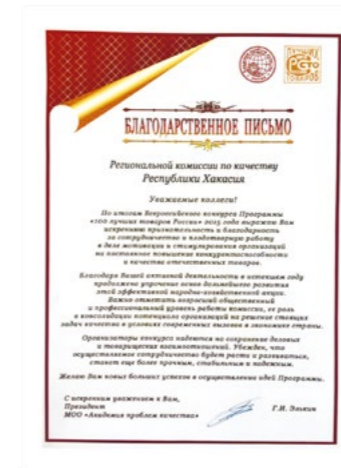 100 ЛУЧШИХ
ТОВАРОВ
БЛАГОДАРСТВЕННОЕ ПИСЬМО
Региональной комиссии по качеству
Республики Хакасия
Уважаемые коллеги!
По итогам Всероссийского конкурса Программы
«100 лучших товаров России» 2015 года выражаем Вам
искреннюю признательность и благодарность
за сотрудничество и плодотворную работу
в деле мотивации и стимулирования организаций
на постоянное повышение конкурентоспособности
и качества отечественных товаров.
Благодаря Вашей активной деятельности в истекшем году
продолжено упрочение основ дальнейшего развития
этой эффективной народно-хозяйственной акции.
Важно отметить возросший общественный
и профессиональный уровень работы комиссии, ее роль
в консолидации потенциала организаций на решение стоящих
задач качества в условиях современных вызовов в экономике страны.
Организаторы конкурса надеются на сохранение деловых
и товарищеских взаимоотношений. Убежден, что
осуществляемое сотрудничество будет расти и развиваться,
станет еще более прочным, стабильным и надежным.
Желаю Вам новых больших успехов в осуществлении идей Программы.
С искренним уважением к Вам,
Президент
МОО «Академия проблем качества»
Г.И. Элькин